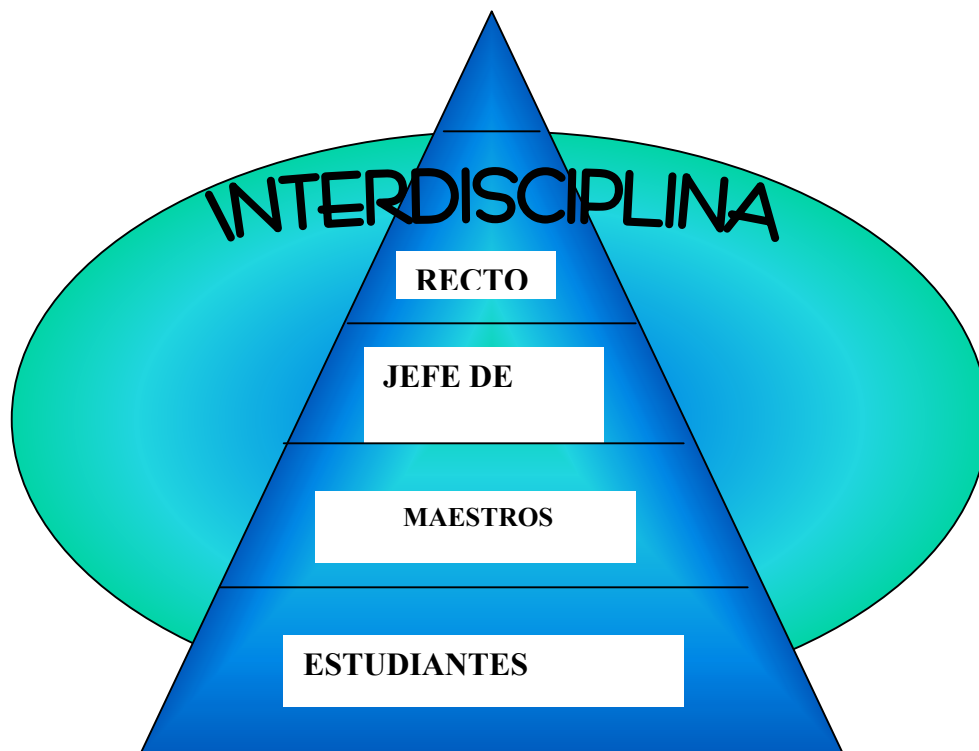 INTERDISCIPLINA
RECTO
JEFE DE
MAESTROS
ESTUDIANTES